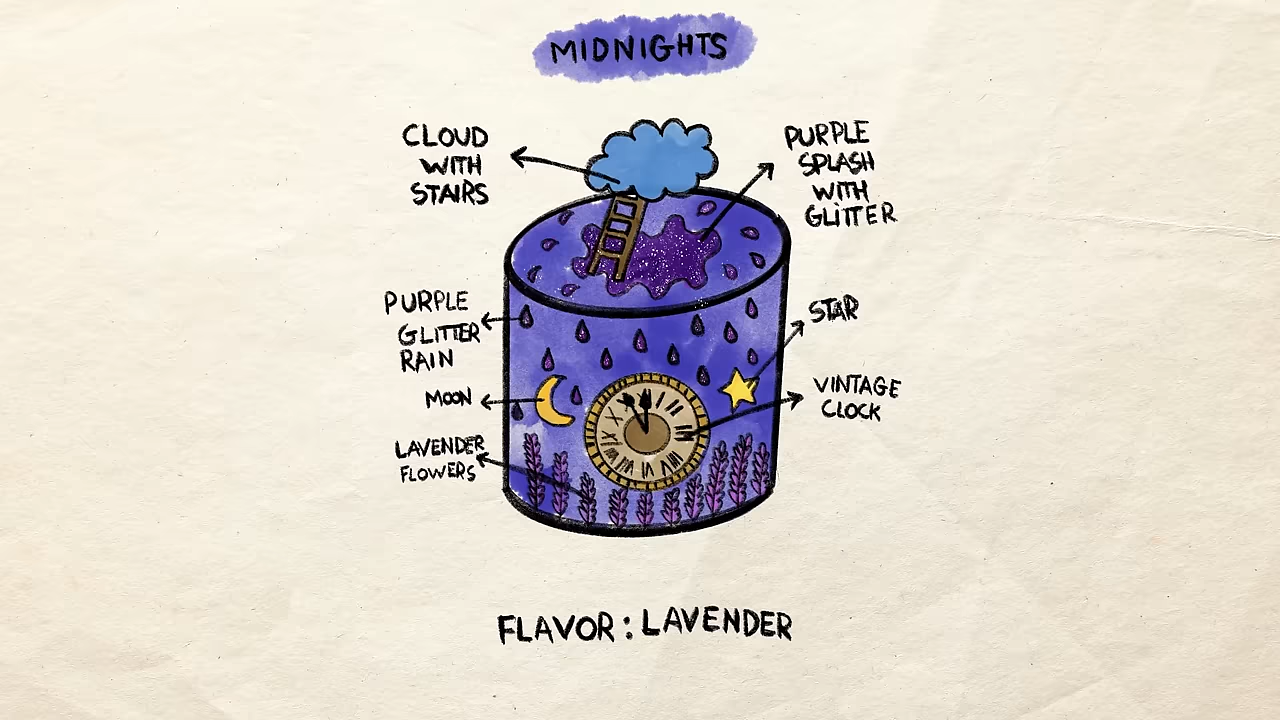 MIDNIGHTS
CLOUD
WITH
STAIRS
PURPLE
SPLASH
WITH
GLITTER
PURPLE
GLITTER
RAIN
STAR
MOON
VINTAGE
CLOCK
LAVENDER
FLOWERS
FLAVOR: LAVENDER